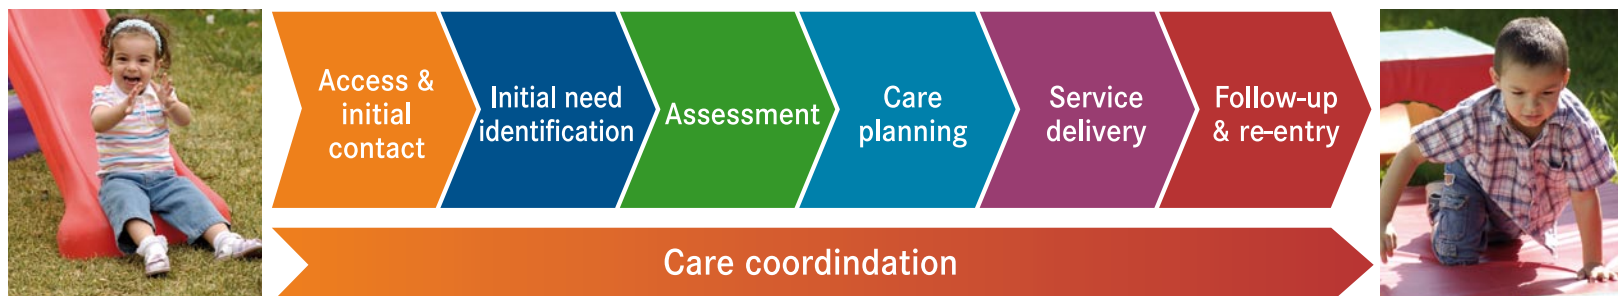 Access &
initial
contact
Initial need
identification
Assessment
Care
planning
Service
delivery
Follow-up
& re-entry
Care coordindation